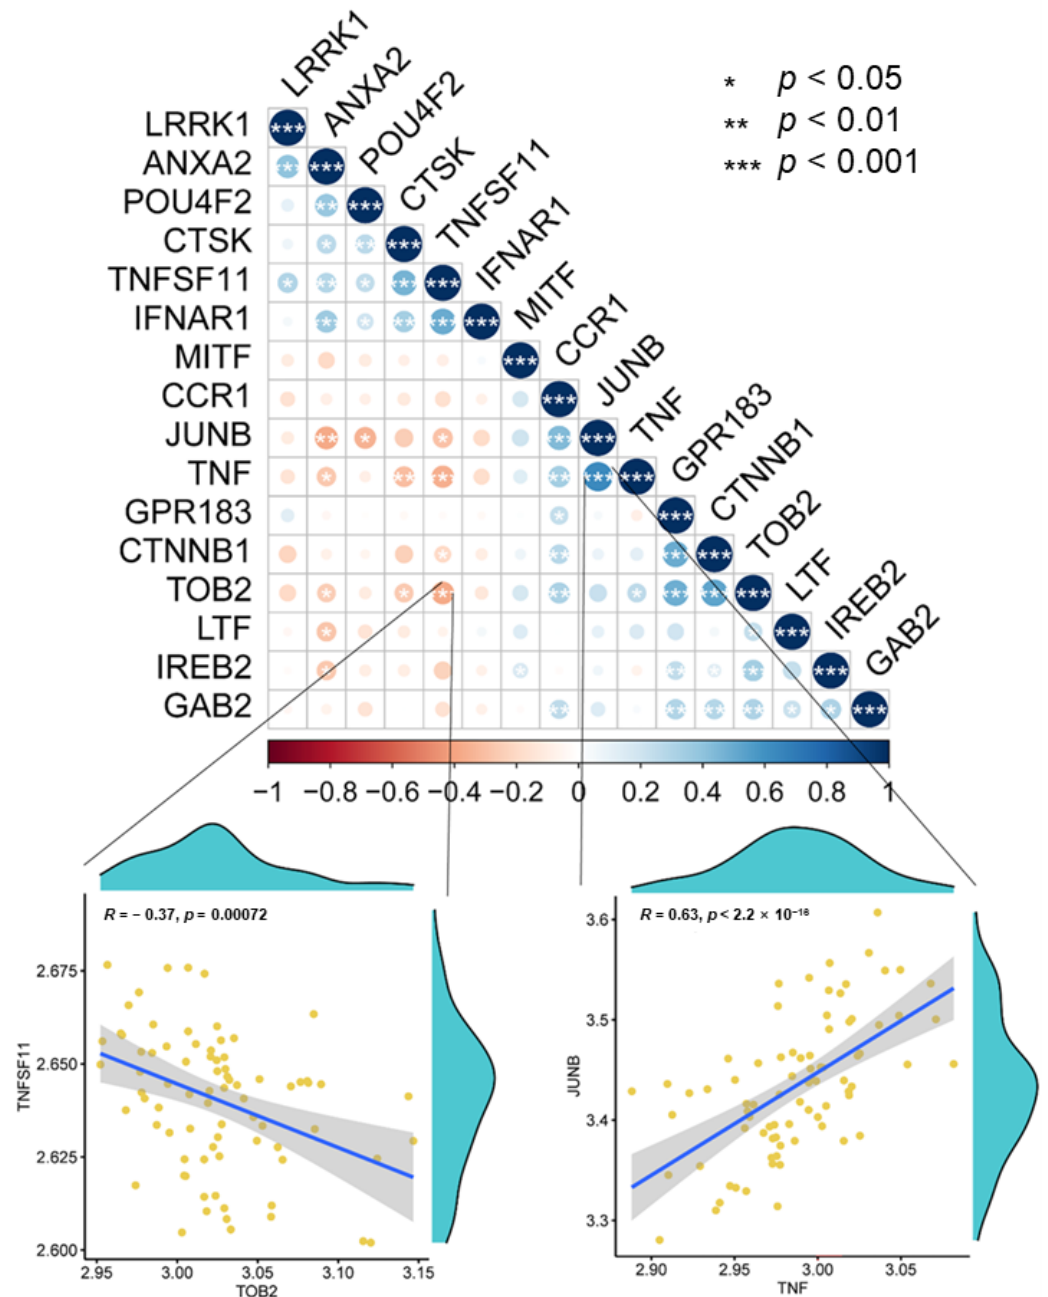 LRRK1
ANXA2
POU4F2
CTSK
TNFSF11
IFNAR1
MITF
CCR1
JUNB
TNF
GPR183
CTNNB1
TOB2
LTF
IREB2
GAB2
* p < 0.05
** p < 0.01
*** p < 0.001
LRRK1 ***
ANXA2 *** ***
POU4F2 ** ***
CTSK * ** ***
TNFSF11 * ** * *** ***
IFNAR1 ** * ** *** ***
MITF ***
CCR1 ***
JUNB ** * * *** ***
TNF * ** ** ** *** ***
GPR183 * ***
CTNNB1 * ** *** ***
TOB2 * * ** ** * *** *** ***
LTF * * ***
IREB2 * * ** * ** * ***
GAB2 ** ** ** ** * * ***
−1 −0.8 −0.6 −0.4 −0.2 0 0.2 0.4 0.6 0.8 1
R = − 0.37, p = 0.00072
TNFSF11
2.675
2.650
2.625
2.600
2.95 3.00 3.05 3.10 3.15
TOB2
R = 0.63, p < 2.2 × 10⁻¹⁶
JUNB
3.6
3.5
3.4
3.3
2.90 2.95 3.00 3.05
TNF